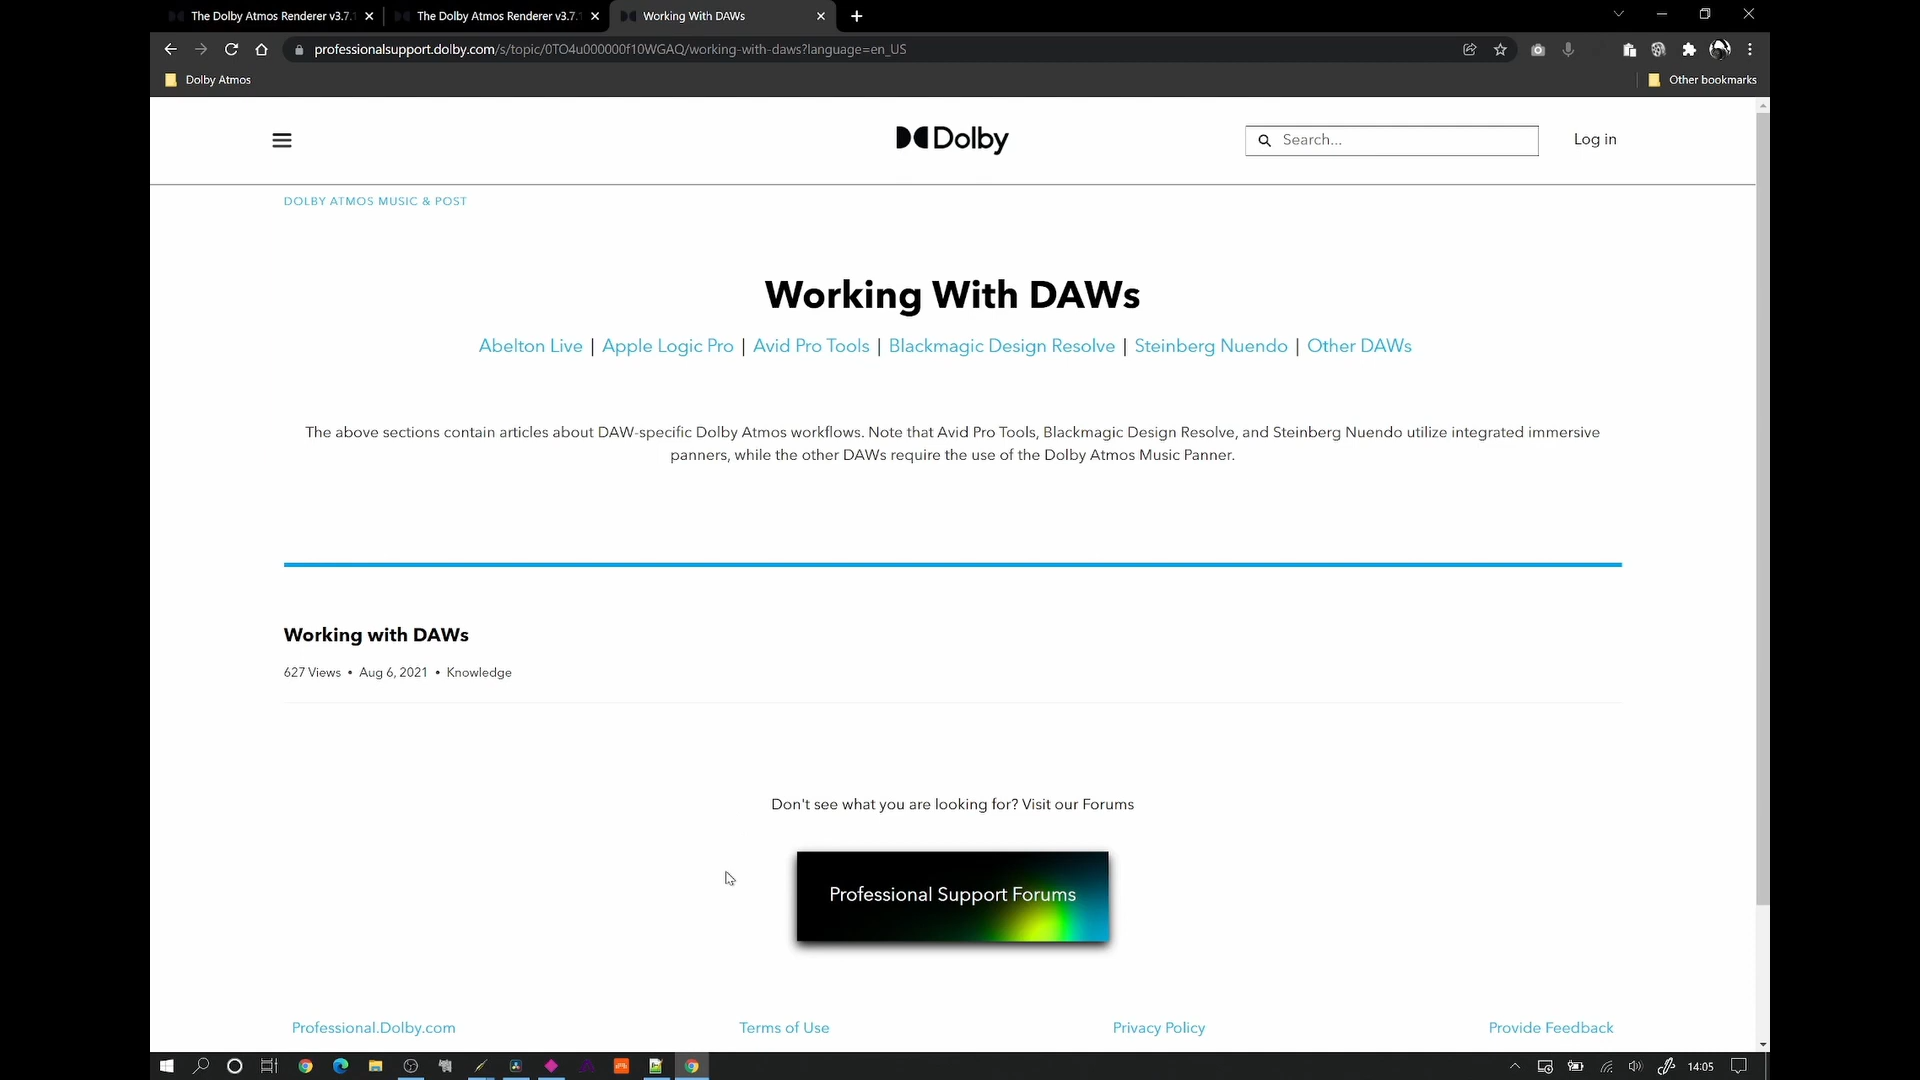 The Dolby Atmos Renderer v3.7.1
The Dolby Atmos Renderer v3.7.1
Working With DAWs
professionalsupport.dolby.com/s/topic/0TO4u000000f10WGAQ/working-with-daws?language=en_US
Dolby Atmos
Other bookmarks
Dolby
Search...
Log in
DOLBY ATMOS MUSIC & POST
Working With DAWs
Abelton Live | Apple Logic Pro | Avid Pro Tools | Blackmagic Design Resolve | Steinberg Nuendo | Other DAWs
The above sections contain articles about DAW-specific Dolby Atmos workflows. Note that Avid Pro Tools, Blackmagic Design Resolve, and Steinberg Nuendo utilize integrated immersive
panners, while the other DAWs require the use of the Dolby Atmos Music Panner.
Working with DAWs
627 Views • Aug 6, 2021 • Knowledge
Don't see what you are looking for? Visit our Forums
Professional Support Forums
Professional.Dolby.com
Terms of Use
Privacy Policy
Provide Feedback
14:05